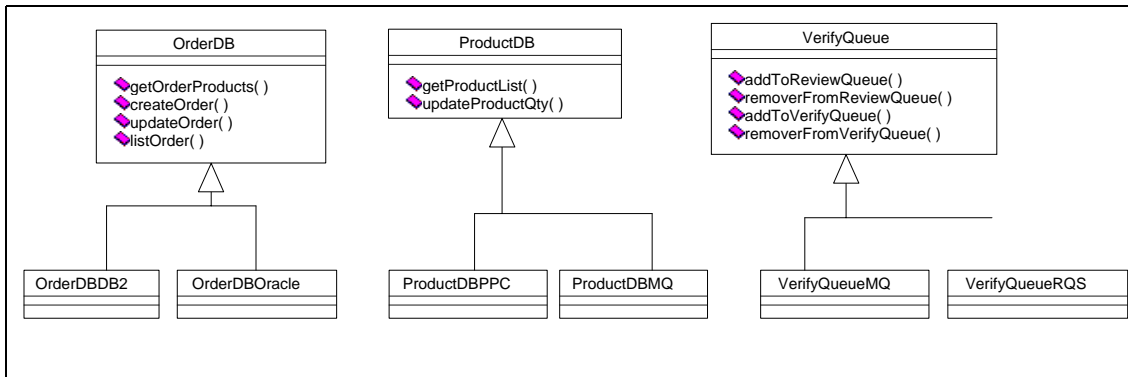 OrderDB
getOrderProducts( )
createOrder( )
updateOrder( )
listOrder( )
ProductDB
getProductList( )
updateProductQty( )
VerifyQueue
addToReviewQueue( )
removerFromReviewQueue( )
addToVerifyQueue( )
removerFromVerifyQueue( )
OrderDBDB2
OrderDBOracle
ProductDBPPC
ProductDBMQ
VerifyQueueMQ
VerifyQueueRQS